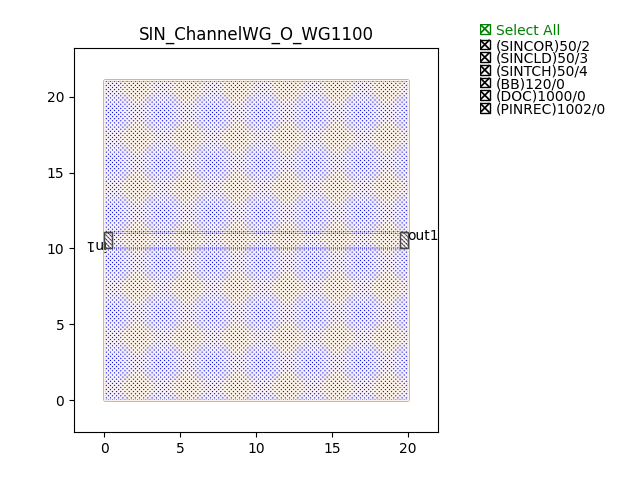 SIN_ChannelWG_O_WG1100
Select All
(SINCOR)50/2
(SINCLD)50/3
(SINTCH)50/4
(BB)120/0
(DOC)1000/0
(PINREC)1002/0
20
15
10
5
0
in1
out1
0 5 10 15 20